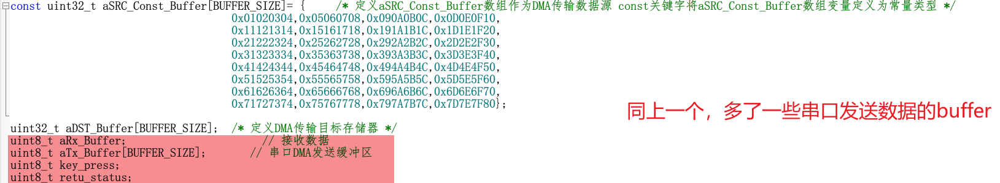 const uint32_t aSRC_Const_Buffer[BUFFER_SIZE]= {     /* 定义aSRC_Const_Buffer数组作为DMA传输数据源 const关键字将aSRC_Const_Buffer数组变量定义为常量类型 */
0x01020304,0x05060708,0x090A0B0C,0x0D0E0F10,
0x11121314,0x15161718,0x191A1B1C,0x1D1E1F20,
0x21222324,0x25262728,0x292A2B2C,0x2D2E2F30,
0x31323334,0x35363738,0x393A3B3C,0x3D3E3F40,
0x41424344,0x45464748,0x494A4B4C,0x4D4E4F50,
0x51525354,0x55565758,0x595A5B5C,0x5D5E5F60,
0x61626364,0x65666768,0x696A6B6C,0x6D6E6F70,
0x71727374,0x75767778,0x797A7B7C,0x7D7E7F80};
同上一个，多了一些串口发送数据的buffer
uint32_t aDST_Buffer[BUFFER_SIZE];  /* 定义DMA传输目标存储器 */
uint8_t aRx_Buffer;                    // 接收数据
uint8_t aTx_Buffer[BUFFER_SIZE];       // 串口DMA发送缓冲区
uint8_t key_press;
uint8_t retu_status;